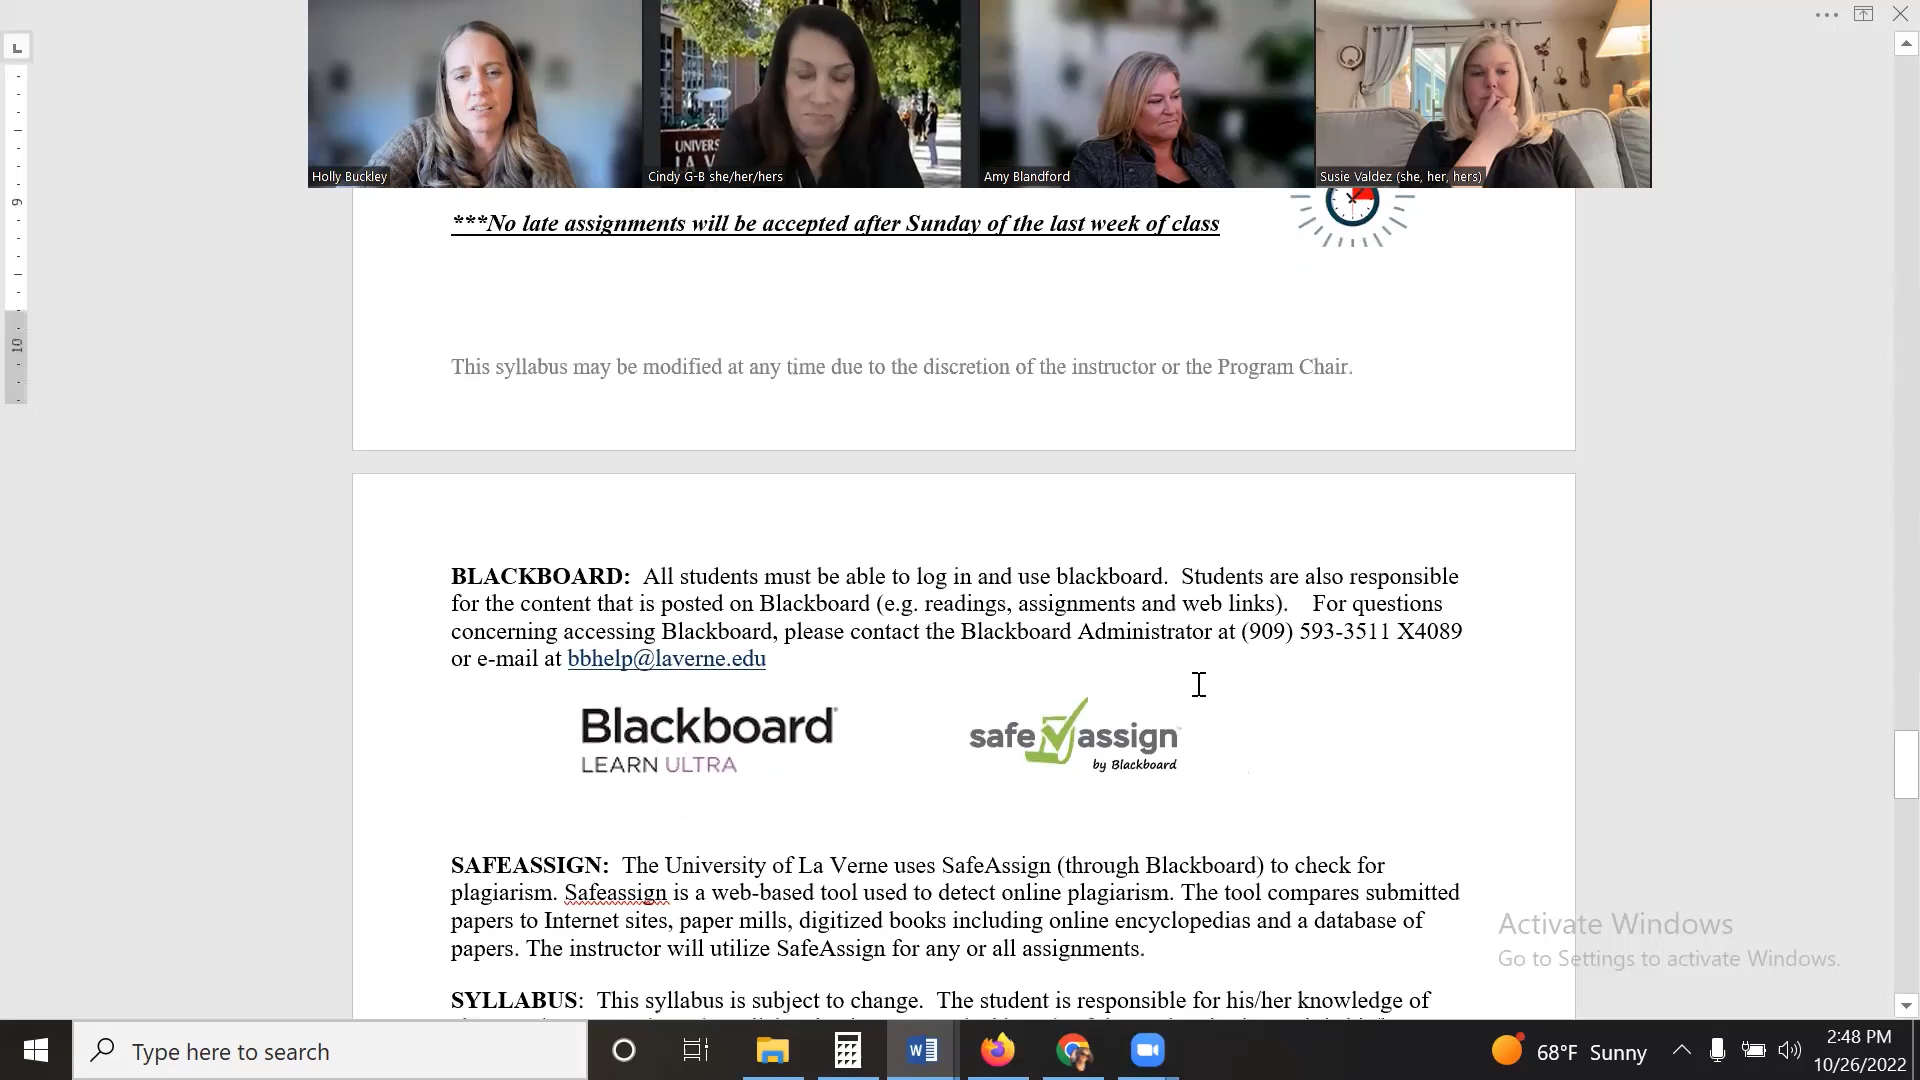 Holly Buckley
Cindy G-B she/her/hers
Amy Blandford
Susie Valdez (she, her, hers)
UNIVERS
LA V
***No late assignments will be accepted after Sunday of the last week of class
9
This syllabus may be modified at any time due to the discretion of the instructor or the Program Chair.
10
BLACKBOARD: All students must be able to log in and use blackboard. Students are also responsible
for the content that is posted on Blackboard (e.g. readings, assignments and web links). For questions
concerning accessing Blackboard, please contact the Blackboard Administrator at (909) 593-3511 X4089
or e-mail at bbhelp@laverne.edu
Blackboard
LEARN ULTRA
safe assign
by Blackboard
SAFEASSIGN: The University of La Verne uses SafeAssign (through Blackboard) to check for
plagiarism. Safeassign is a web-based tool used to detect online plagiarism. The tool compares submitted
papers to Internet sites, paper mills, digitized books including online encyclopedias and a database of
papers. The instructor will utilize SafeAssign for any or all assignments.
Activate Windows
Go to Settings to activate Windows.
SYLLABUS: This syllabus is subject to change. The student is responsible for his/her knowledge of
Type here to search
68°F Sunny
2:48 PM
10/26/2022